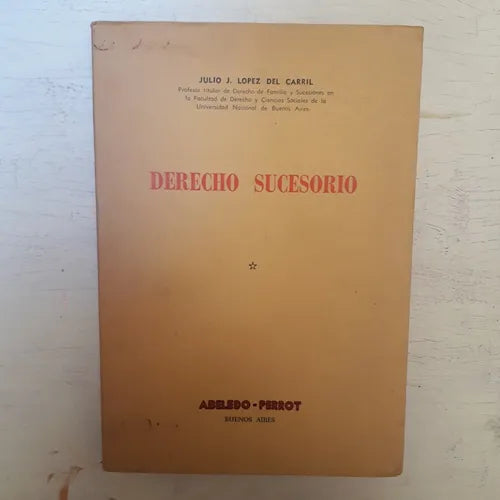 JULIO J. LOPEZ DEL CARRIL
Profesor titular de Derecho de Familia y Sucesiones en
la Facultad de Derecho y Ciencias Sociales de la
Universidad Nacional de Buenos Aires.
DERECHO SUCESORIO
ABELEDO-PERROT
BUENOS AIRES